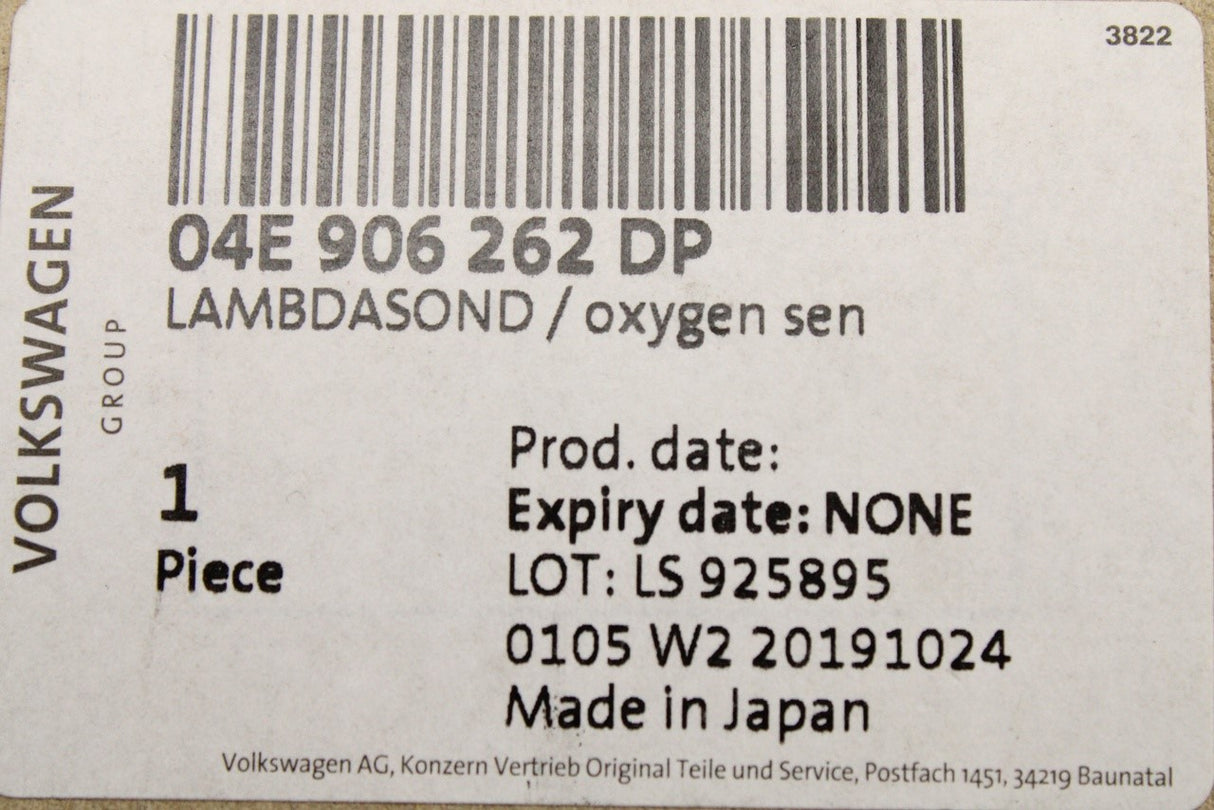 3822
VOLKSWAGEN
GROUP
04E 906 262 DP
LAMBDASOND / oxygen sen
1
Piece
Prod. date:
Expiry date: NONE
LOT: LS 925895
0105 W2 20191024
Made in Japan
Volkswagen AG, Konzern Vertrieb Original Teile und Service, Postfach 1451, 34219 Baunatal